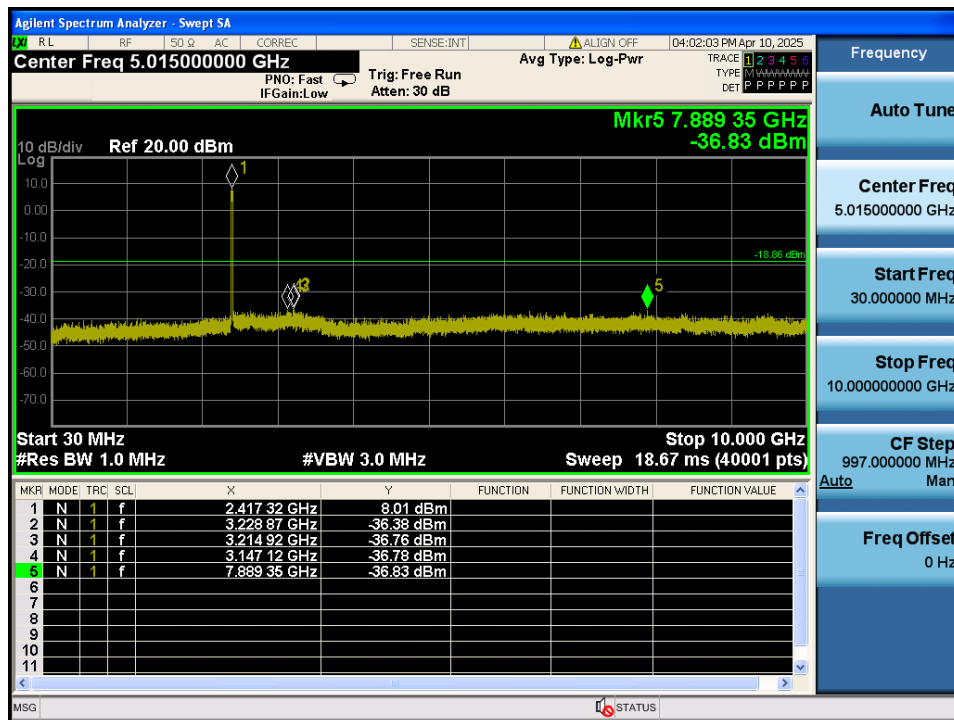 Agilent Spectrum Analyzer - Swept SA
LXI RL RF 50 Ω AC CORREC SENSE:INT ALIGN OFF 04:02:03 PM Apr 10, 2025
Center Freq 5.015000000 GHz
PNO: Fast
IFGain:Low
Trig: Free Run
Atten: 30 dB
Avg Type: Log-Pwr
TRACE 1 2 3 4 5 6
TYPE M W W W W W
DET P P P P P P
Mkr5 7.889 35 GHz
-36.83 dBm
10 dB/div Ref 20.00 dBm
Log
10.0
0.00
-10.0
-20.0
-30.0
-40.0
-50.0
-60.0
-70.0
1
-18.86 dBm
5
Start 30 MHz Stop 10.000 GHz
#Res BW 1.0 MHz #VBW 3.0 MHz Sweep 18.67 ms (40001 pts)
MKR MODE TRC SCL X Y FUNCTION FUNCTION WIDTH FUNCTION VALUE
1 N 1 f 2.417 32 GHz 8.01 dBm
2 N 1 f 3.228 87 GHz -36.38 dBm
3 N 1 f 3.214 92 GHz -36.76 dBm
4 N 1 f 3.147 12 GHz -36.78 dBm
5 N 1 f 7.889 35 GHz -36.83 dBm
6
7
8
9
10
11
MSG STATUS
Frequency
Auto Tune
Center Freq
5.015000000 GHz
Start Freq
30.000000 MHz
Stop Freq
10.000000000 GHz
CF Step
997.000000 MHz
Auto Man
Freq Offset
0 Hz